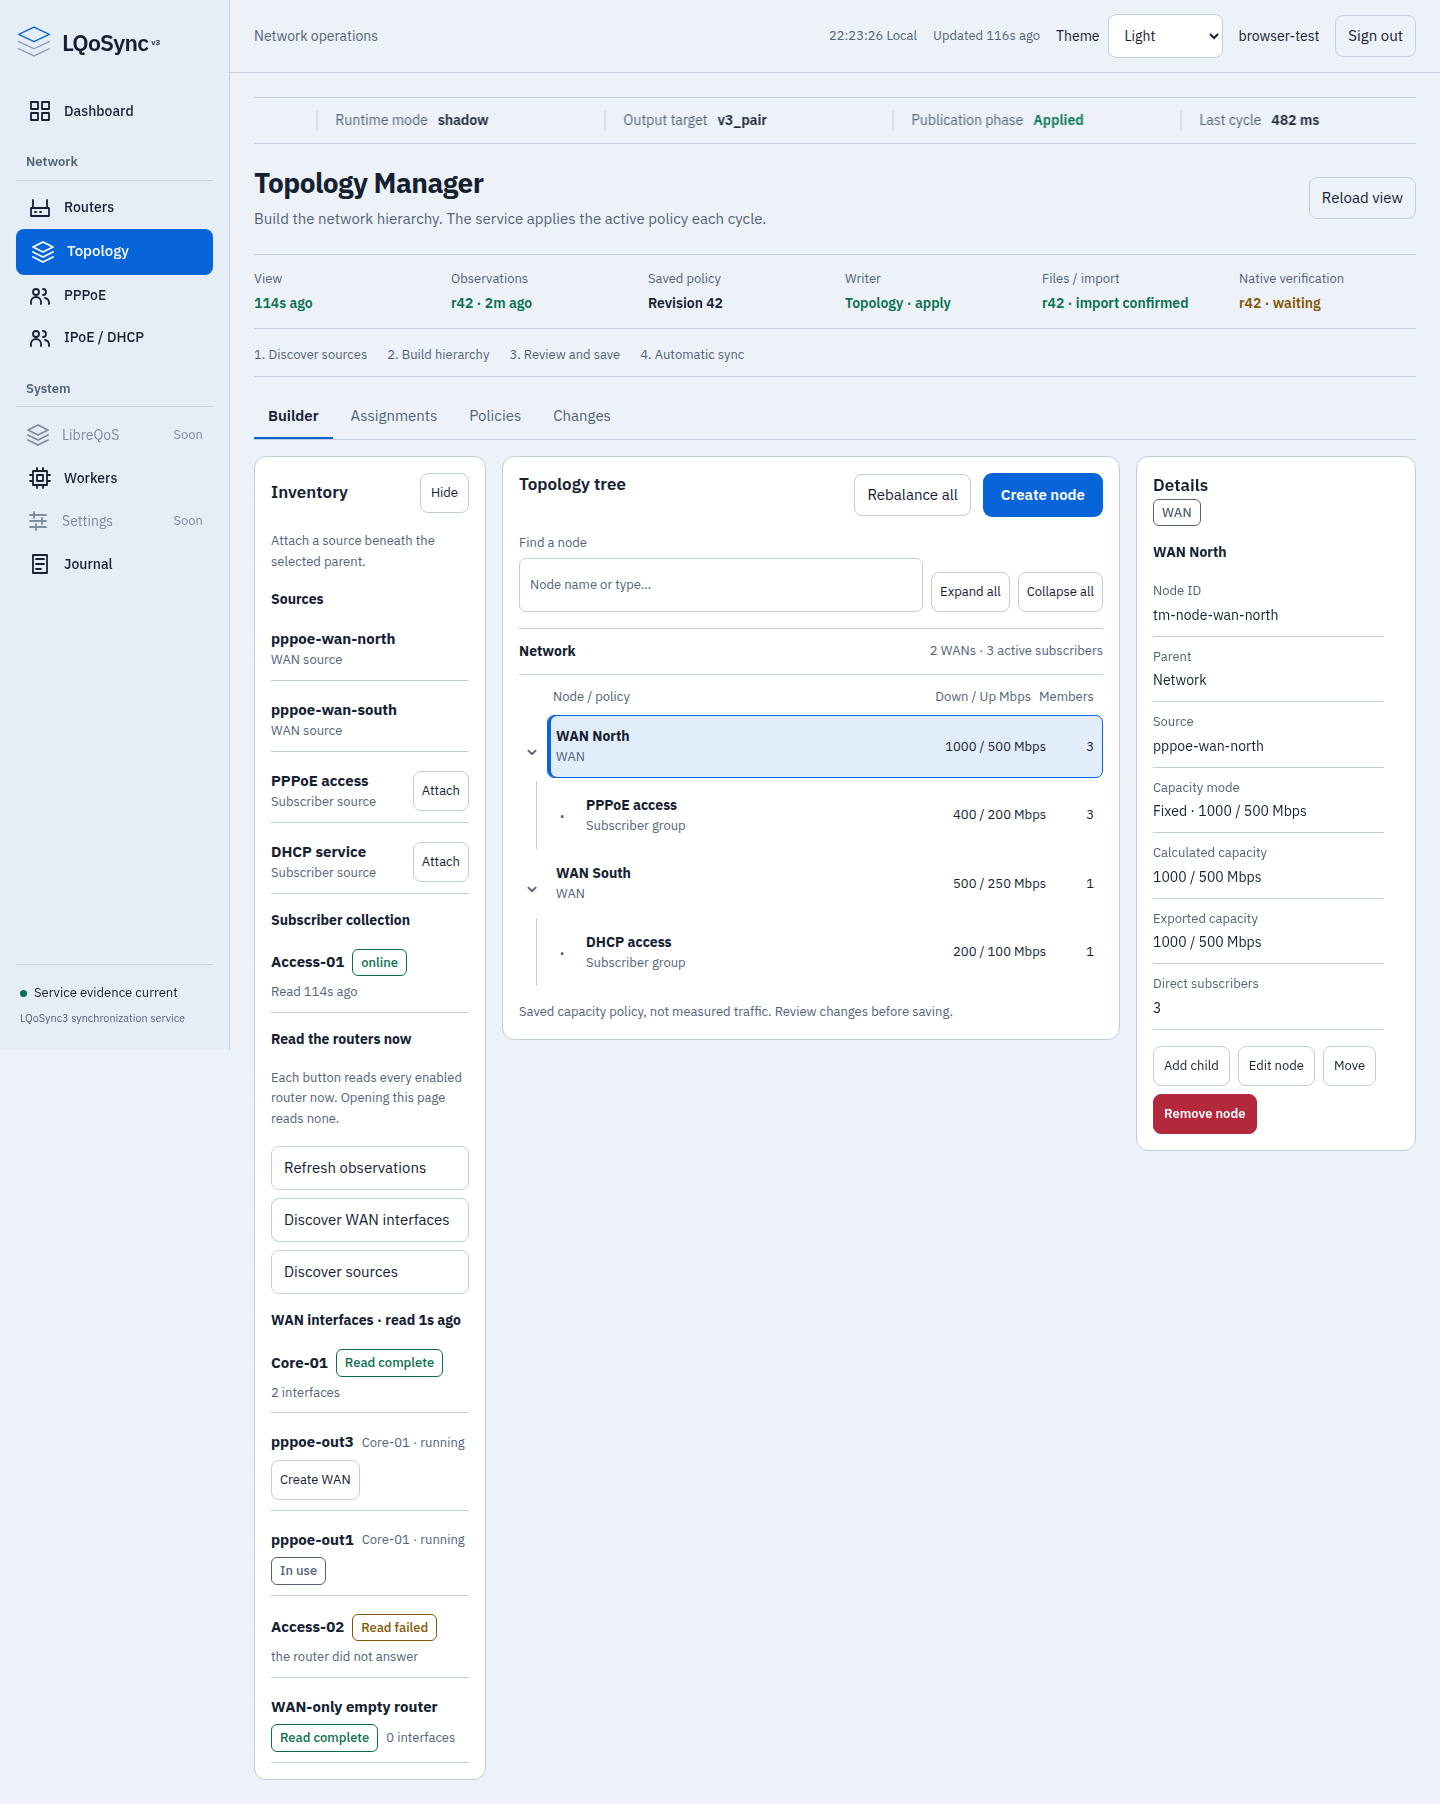 LQoSync v3
Dashboard
Network
Routers
Topology
PPPoE
IPoE / DHCP
System
LibreQoS Soon
Workers
Settings Soon
Journal
Service evidence current
LQoSync3 synchronization service
Network operations
22:23:26 Local Updated 116s ago Theme Light browser-test Sign out
Runtime mode shadow Output target v3_pair Publication phase Applied Last cycle 482 ms
Topology Manager
Build the network hierarchy. The service applies the active policy each cycle.
Reload view
View Observations Saved policy Writer Files / import Native verification
114s ago r42 · 2m ago Revision 42 Topology · apply r42 · import confirmed r42 · waiting
1. Discover sources 2. Build hierarchy 3. Review and save 4. Automatic sync
Builder Assignments Policies Changes
Inventory Hide
Attach a source beneath the
selected parent.
Sources
pppoe-wan-north
WAN source
pppoe-wan-south
WAN source
PPPoE access
Subscriber source
Attach
DHCP service
Subscriber source
Attach
Subscriber collection
Access-01 online
Read 114s ago
Read the routers now
Each button reads every enabled
router now. Opening this page
reads none.
Refresh observations
Discover WAN interfaces
Discover sources
WAN interfaces · read 1s ago
Core-01 Read complete
2 interfaces
pppoe-out3 Core-01 · running
Create WAN
pppoe-out1 Core-01 · running
In use
Access-02 Read failed
the router did not answer
WAN-only empty router
Read complete 0 interfaces
Topology tree Rebalance all Create node
Find a node
Node name or type... Expand all Collapse all
Network 2 WANs · 3 active subscribers
Node / policy Down / Up Mbps Members
WAN North
WAN
1000 / 500 Mbps 3
PPPoE access
Subscriber group
400 / 200 Mbps 3
WAN South
WAN
500 / 250 Mbps 1
DHCP access
Subscriber group
200 / 100 Mbps 1
Saved capacity policy, not measured traffic. Review changes before saving.
Details
WAN
WAN North
Node ID
tm-node-wan-north
Parent
Network
Source
pppoe-wan-north
Capacity mode
Fixed · 1000 / 500 Mbps
Calculated capacity
1000 / 500 Mbps
Exported capacity
1000 / 500 Mbps
Direct subscribers
3
Add child Edit node Move
Remove node